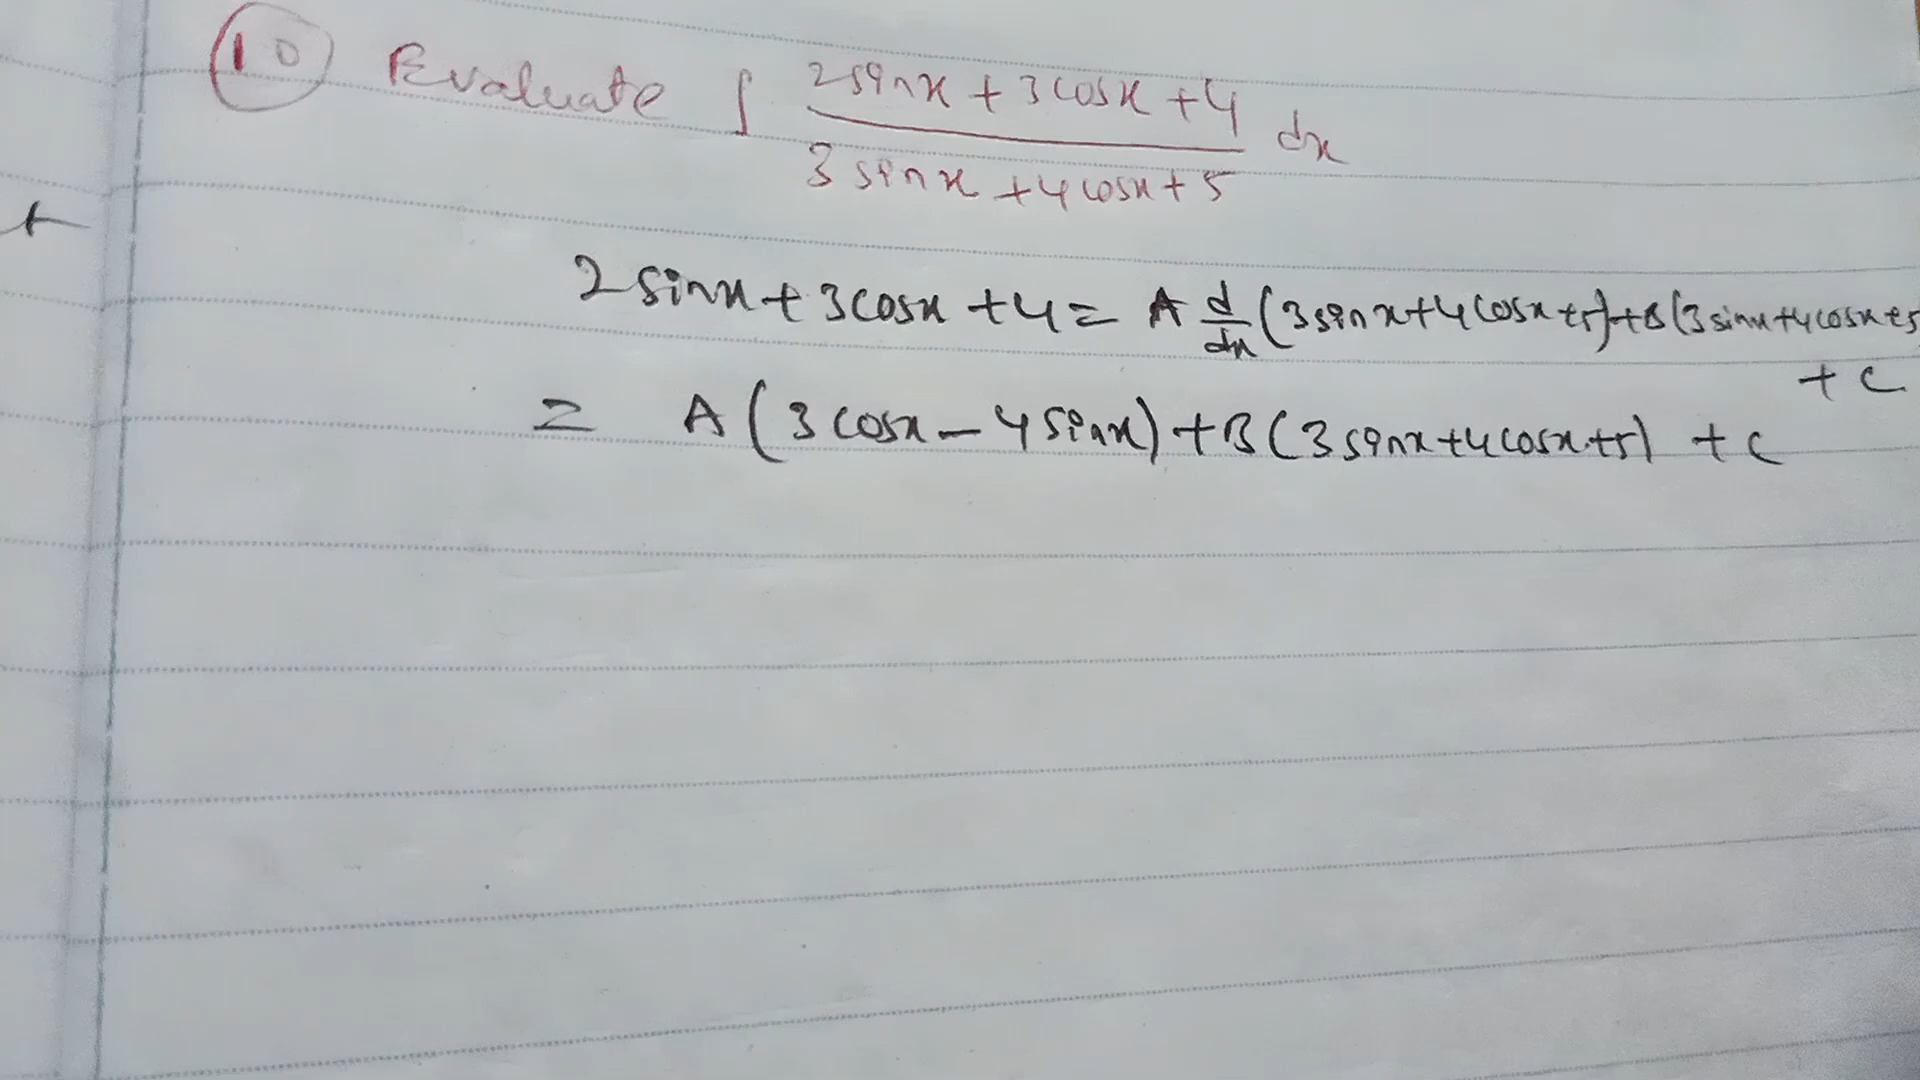 10 Evaluate ∫ (2sinx + 3cosx + 4)/(3sinx + 4cosx + 5) dx
2sinx + 3cosx + 4 = A d/dx (3sinx + 4cosx + 5) + B(3sinx + 4cosx + 5
+ c
= A(3cosx - 4sinx) + B(3sinx + 4cosx + 5) + c